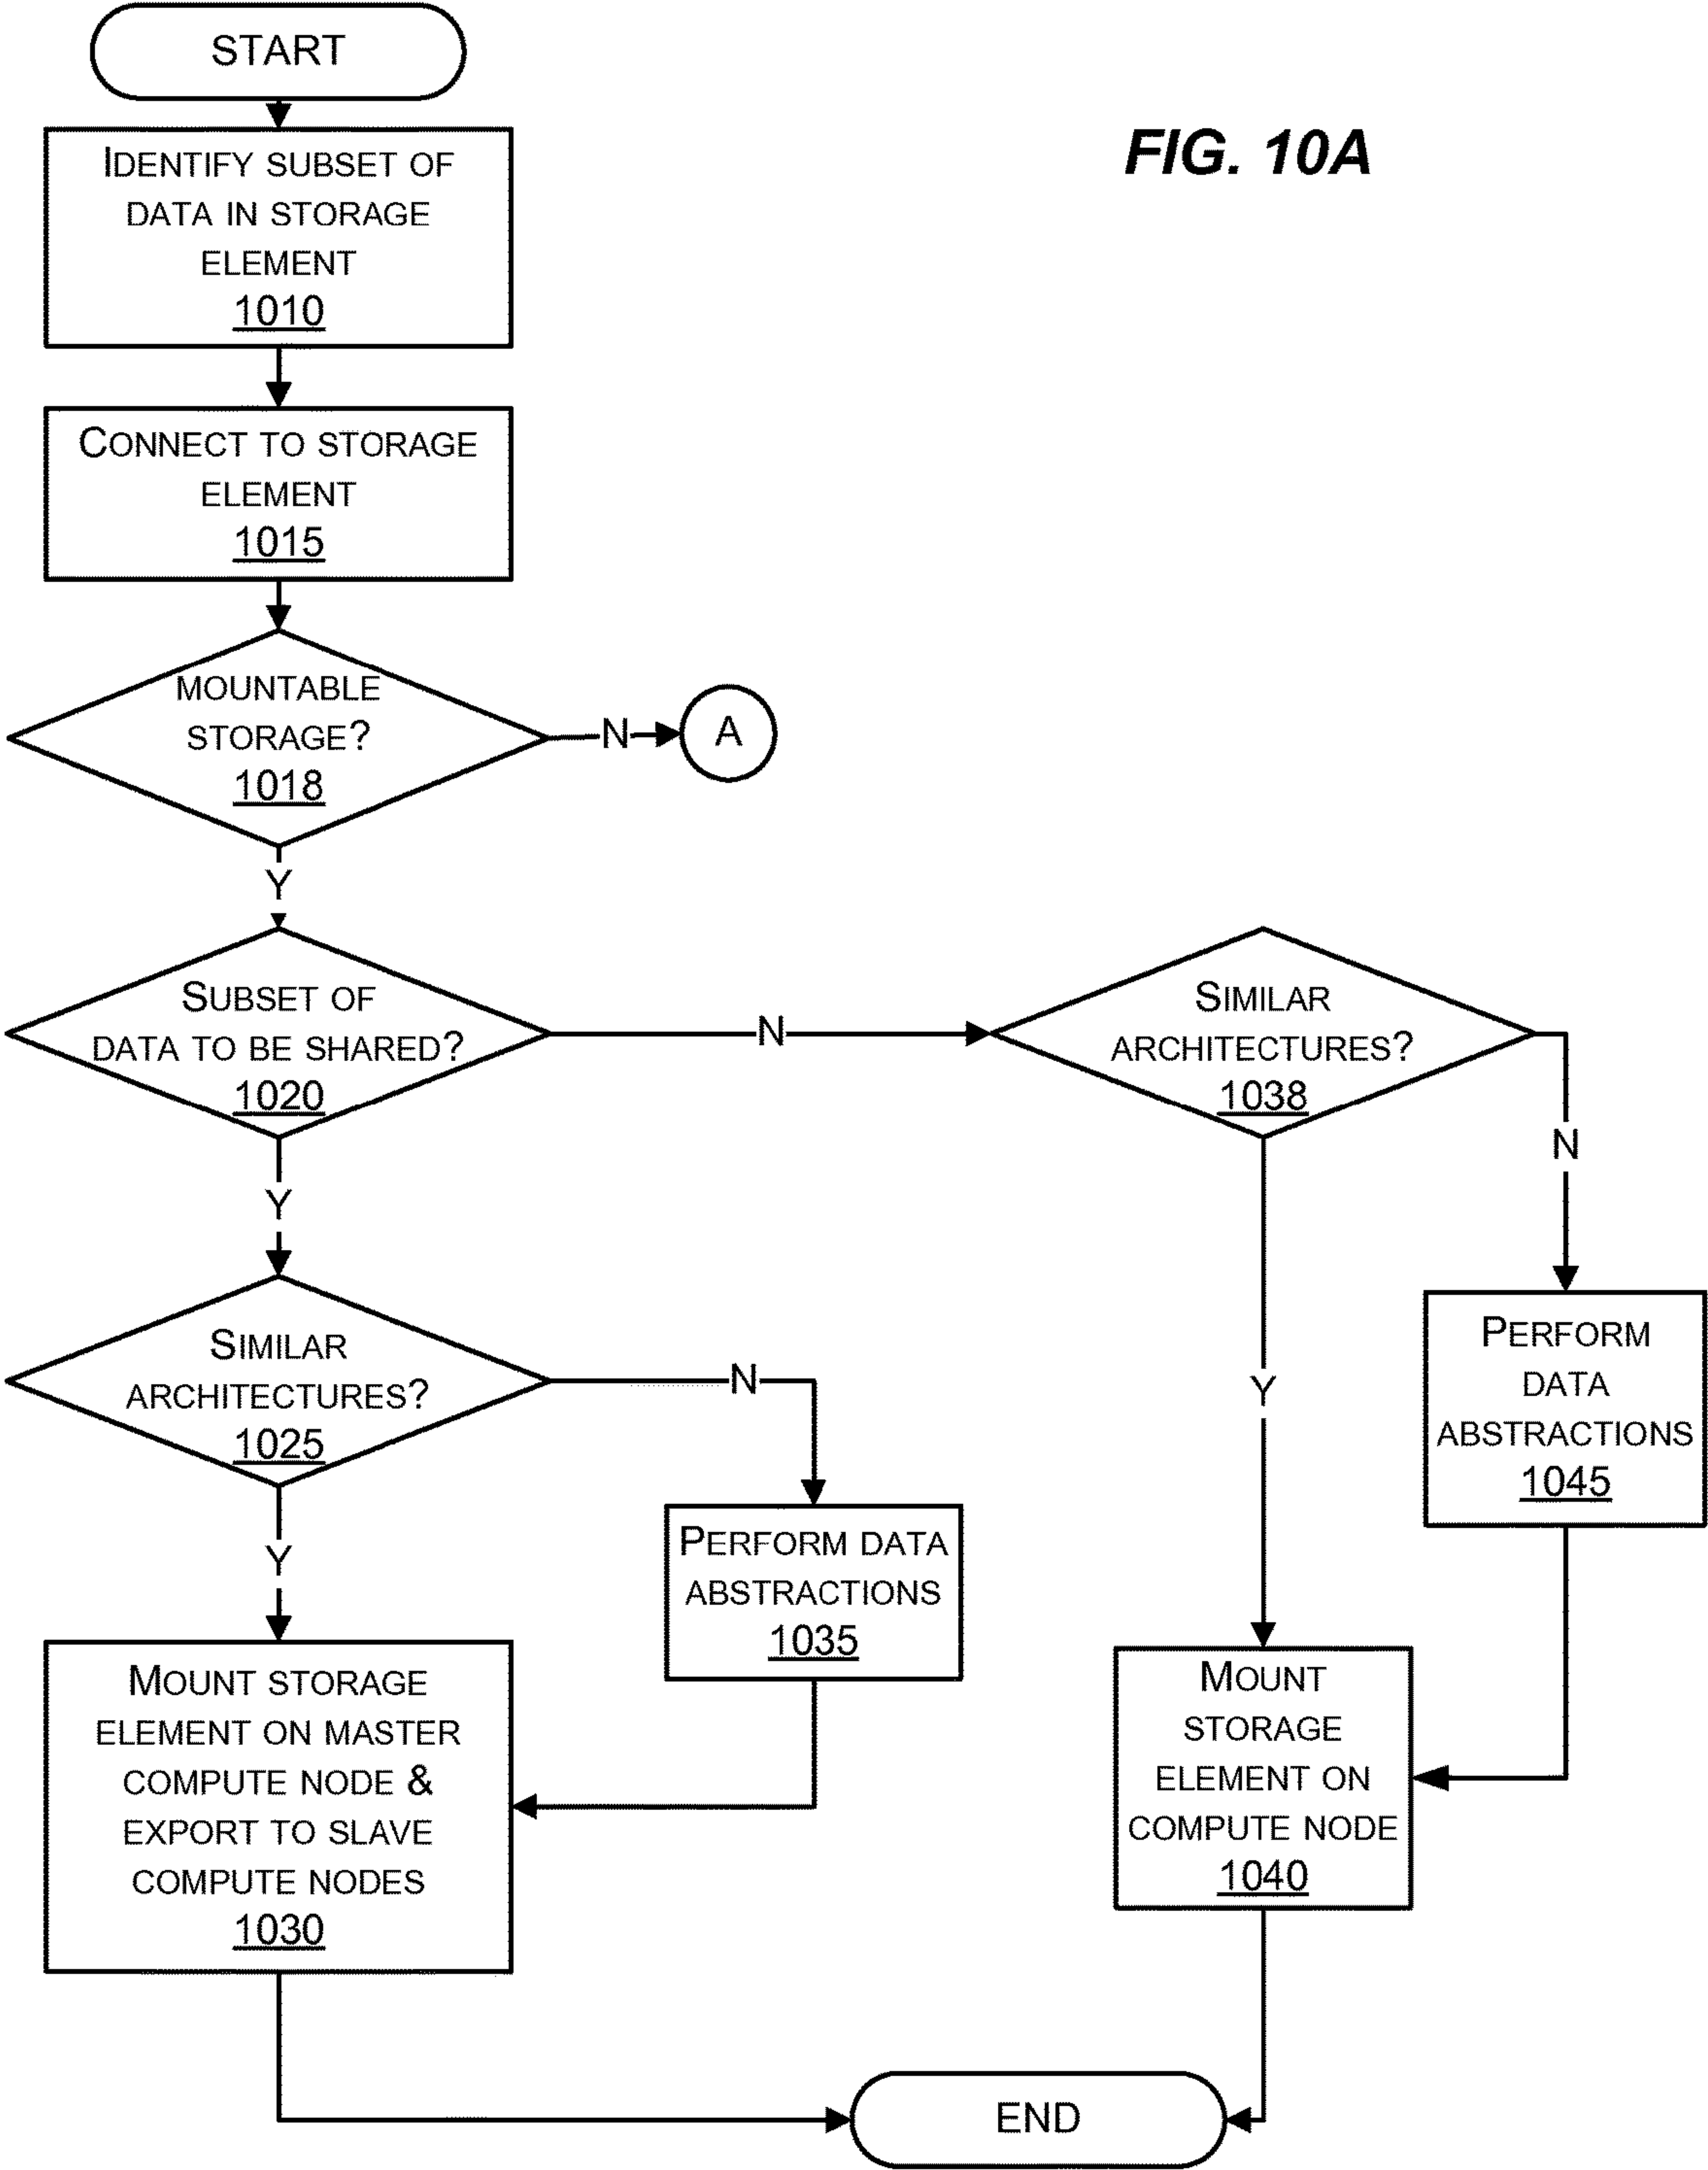 START
FIG. 10A
IDENTIFY SUBSET OF
DATA IN STORAGE
ELEMENT
1010
CONNECT TO STORAGE
ELEMENT
1015
MOUNTABLE
STORAGE?
1018
N
A
Y
SUBSET OF
DATA TO BE SHARED?
1020
N
SIMILAR
ARCHITECTURES?
1038
N
Y
Y
SIMILAR
ARCHITECTURES?
1025
N
Y
PERFORM
DATA
ABSTRACTIONS
1045
PERFORM DATA
ABSTRACTIONS
1035
MOUNT STORAGE
ELEMENT ON MASTER
COMPUTE NODE &
EXPORT TO SLAVE
COMPUTE NODES
1030
MOUNT
STORAGE
ELEMENT ON
COMPUTE NODE
1040
END